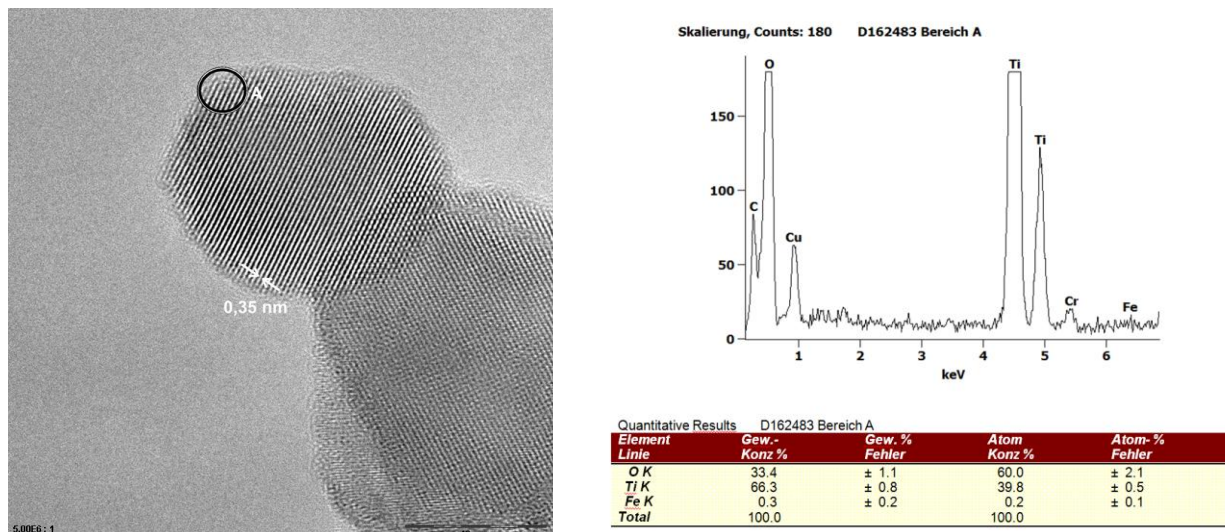 A
0,35 nm
5.00E6 : 1
Skalierung, Counts: 180 D162483 Bereich A
O
Ti
150
Ti
100
C
Cu
50
Cr
Fe
0
1 2 3 4 5 6
keV
Quantitative Results D162483 Bereich A
Element Gew.- Gew. % Atom Atom- %
Linie Konz % Fehler Konz % Fehler
O K 33.4 ± 1.1 60.0 ± 2.1
Ti K 66.3 ± 0.8 39.8 ± 0.5
Fe K 0.3 ± 0.2 0.2 ± 0.1
Total 100.0 100.0